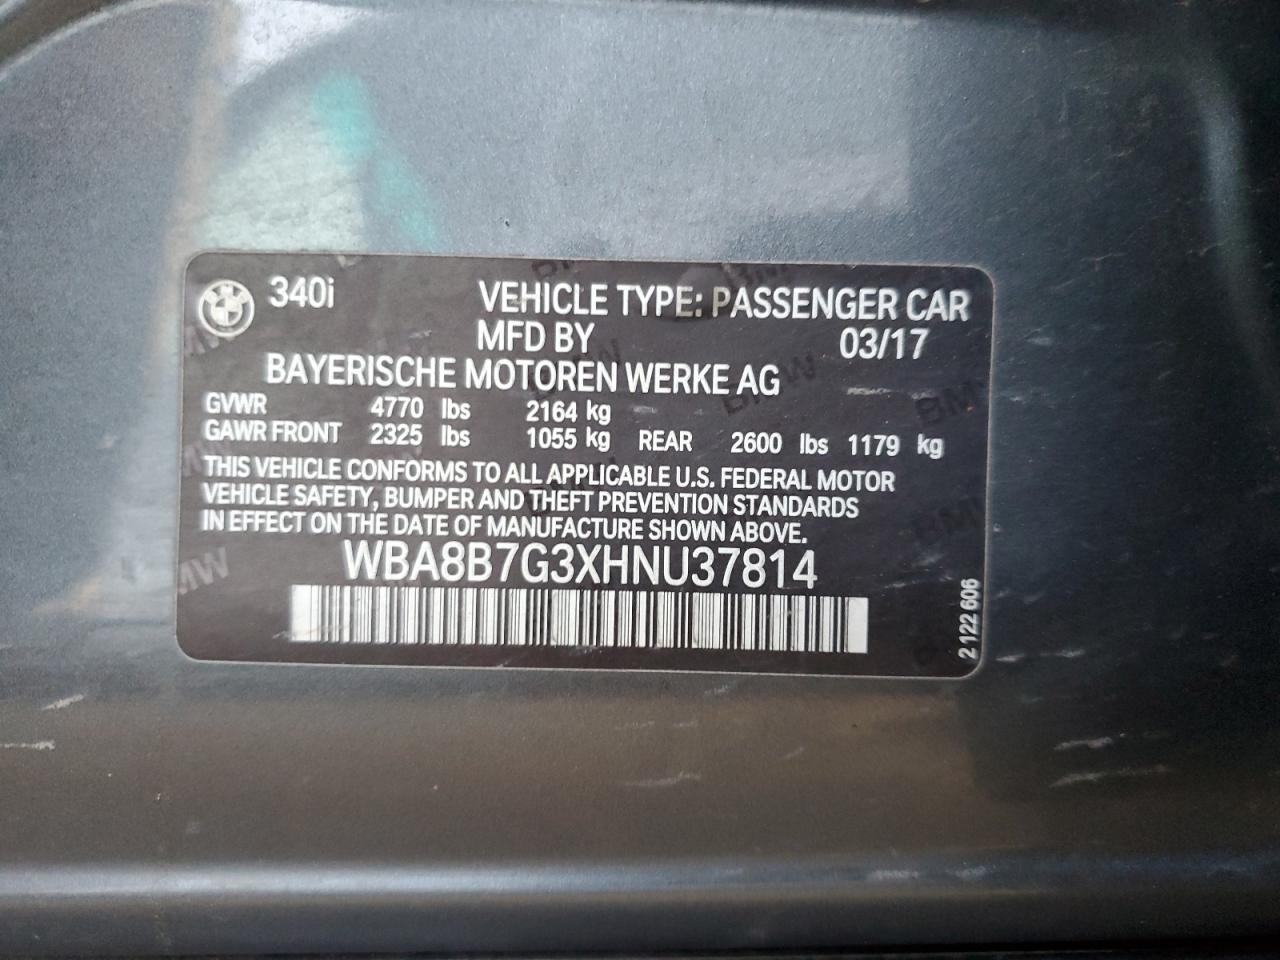 340i VEHICLE TYPE: PASSENGER CAR
MFD BY 03/17
BAYERISCHE MOTOREN WERKE AG
GVWR 4770 lbs 2164 kg
GAWR FRONT 2325 lbs 1055 kg REAR 2600 lbs 1179 kg
THIS VEHICLE CONFORMS TO ALL APPLICABLE U.S. FEDERAL MOTOR
VEHICLE SAFETY, BUMPER AND THEFT PREVENTION STANDARDS
IN EFFECT ON THE DATE OF MANUFACTURE SHOWN ABOVE.
WBA8B7G3XHNU37814
2 122 606